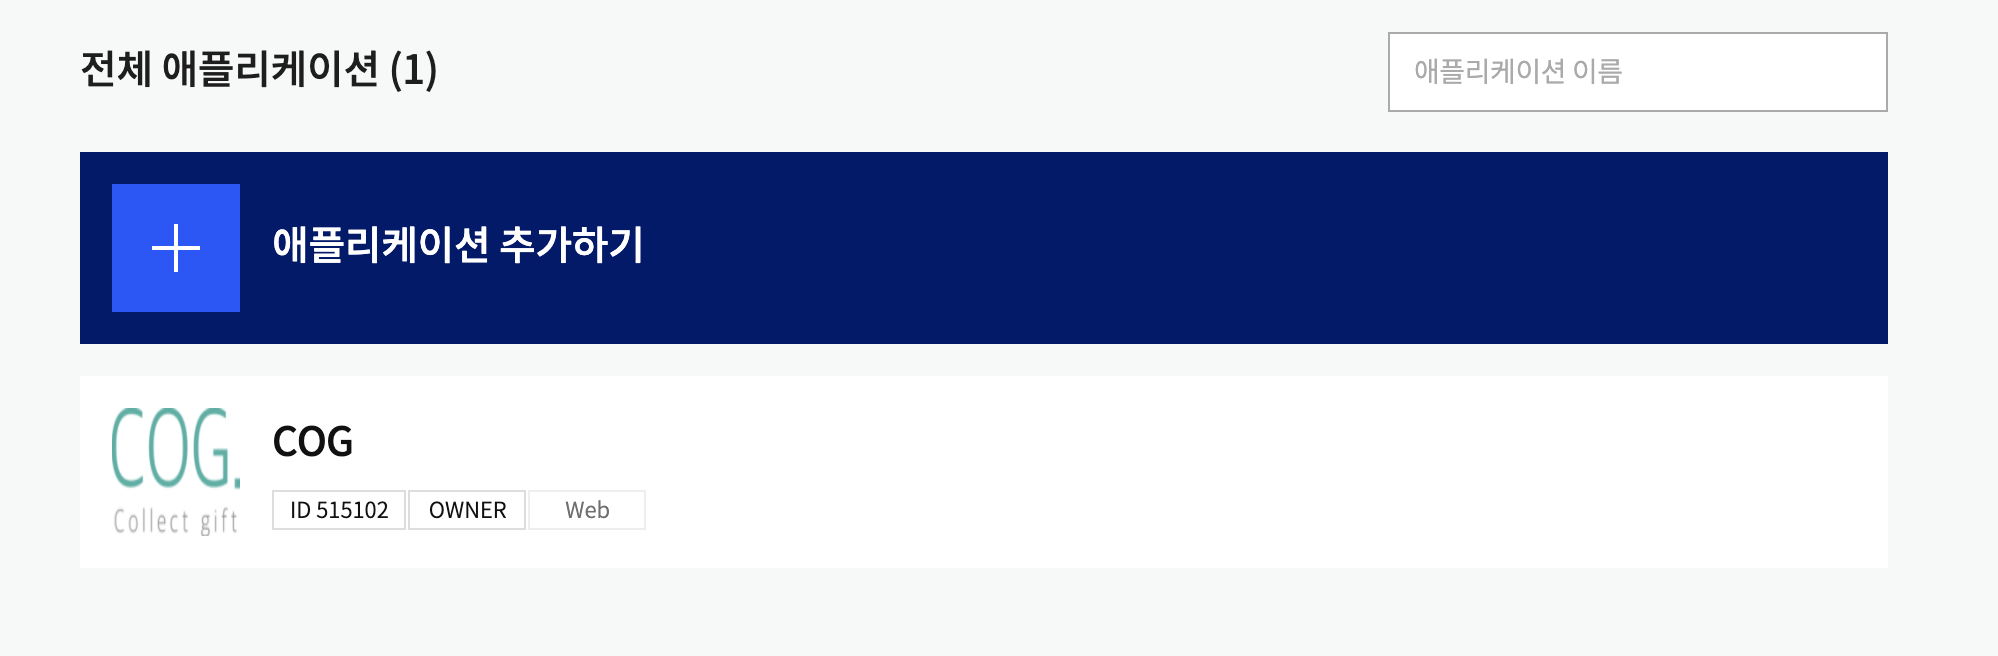 전체 애플리케이션 (1)
애플리케이션 이름
애플리케이션 추가하기
COG.
Collect gift
COG
ID 515102
OWNER
Web